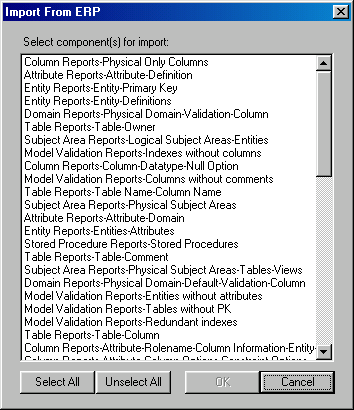 Import From ERP
Select component(s) for import:
Column Reports-Physical Only Columns
Attribute Reports-Attribute-Definition
Entity Reports-Entity-Primary Key
Entity Reports-Entity-Definitions
Domain Reports-Physical Domain-Validation-Column
Table Reports-Table-Owner
Subject Area Reports-Logical Subject Areas-Entities
Model Validation Reports-Indexes without columns
Column Reports-Column-Datatype-Null Option
Model Validation Reports-Columns without comments
Table Reports-Table Name-Column Name
Subject Area Reports-Physical Subject Areas
Attribute Reports-Attribute-Domain
Entity Reports-Entities-Attributes
Stored Procedure Reports-Stored Procedures
Table Reports-Table-Comment
Subject Area Reports-Physical Subject Areas-Tables-Views
Domain Reports-Physical Domain-Default-Validation-Column
Model Validation Reports-Entities without attributes
Model Validation Reports-Tables without PK
Model Validation Reports-Redundant indexes
Table Reports-Table-Column
Column Reports-Attribute-Rolename-Column Information-Entity-
Column Reports-Attribute-Column Options-Constraint Options
Select All Unselect All OK Cancel